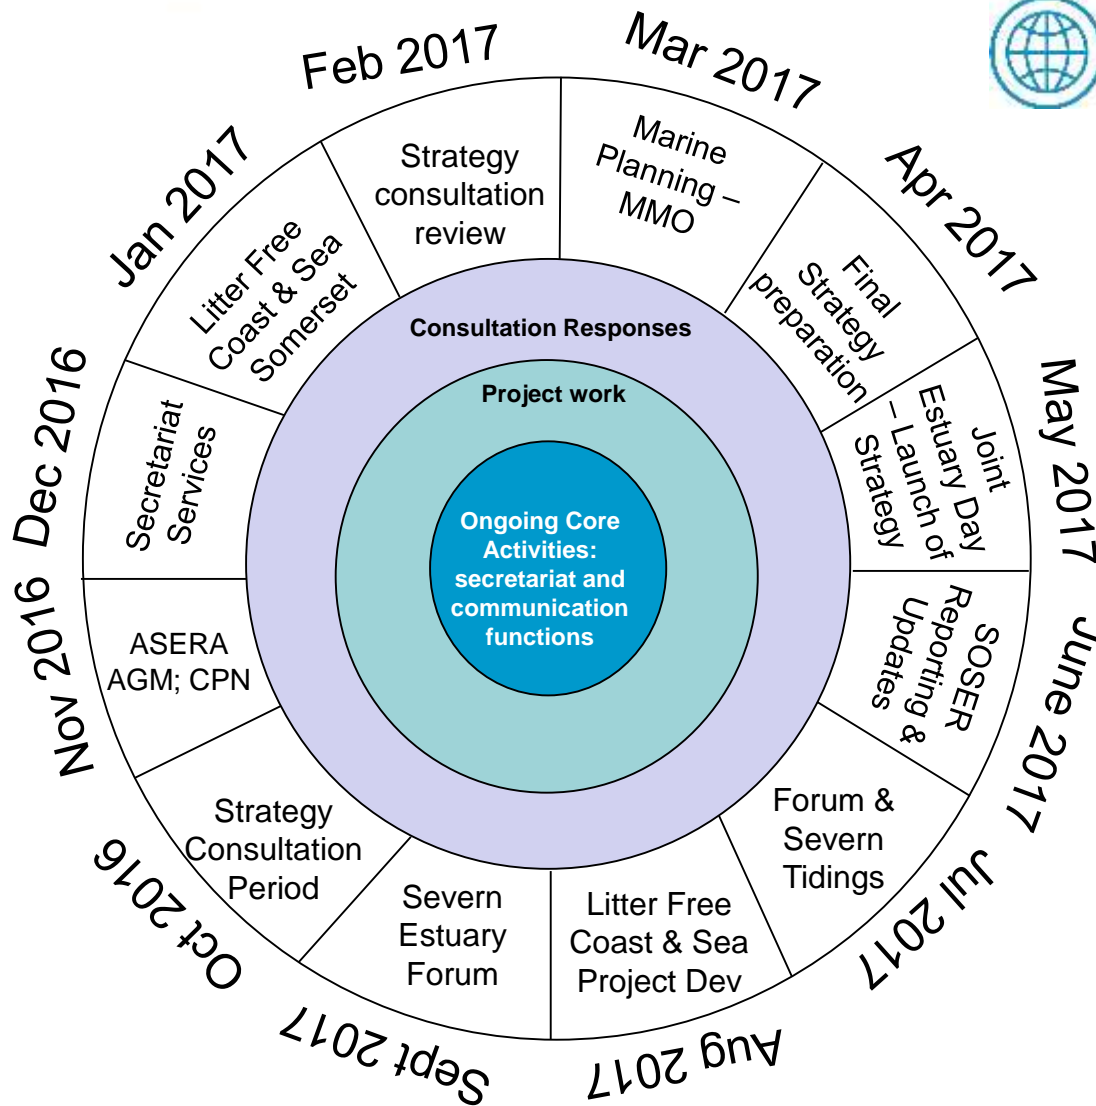 Feb 2017
Mar 2017
Apr 2017
May 2017
June 2017
Jul 2017
Aug 2017
Sept 2017
Oct 2016
Nov 2016
Dec 2016
Jan 2017
Strategy
consultation
review
Marine
Planning –
MMO
Final
Strategy
preparation
Joint
Estuary Day
– Launch of
Strategy
SOSER
Reporting &
Updates
Forum &
Severn
Tidings
Litter Free
Coast & Sea
Project Dev
Severn
Estuary
Forum
Strategy
Consultation
Period
ASERA
AGM; CPN
Secretariat
Services
Litter Free
Coast & Sea
Somerset
Consultation Responses
Project work
Ongoing Core
Activities:
secretariat and
communication
functions